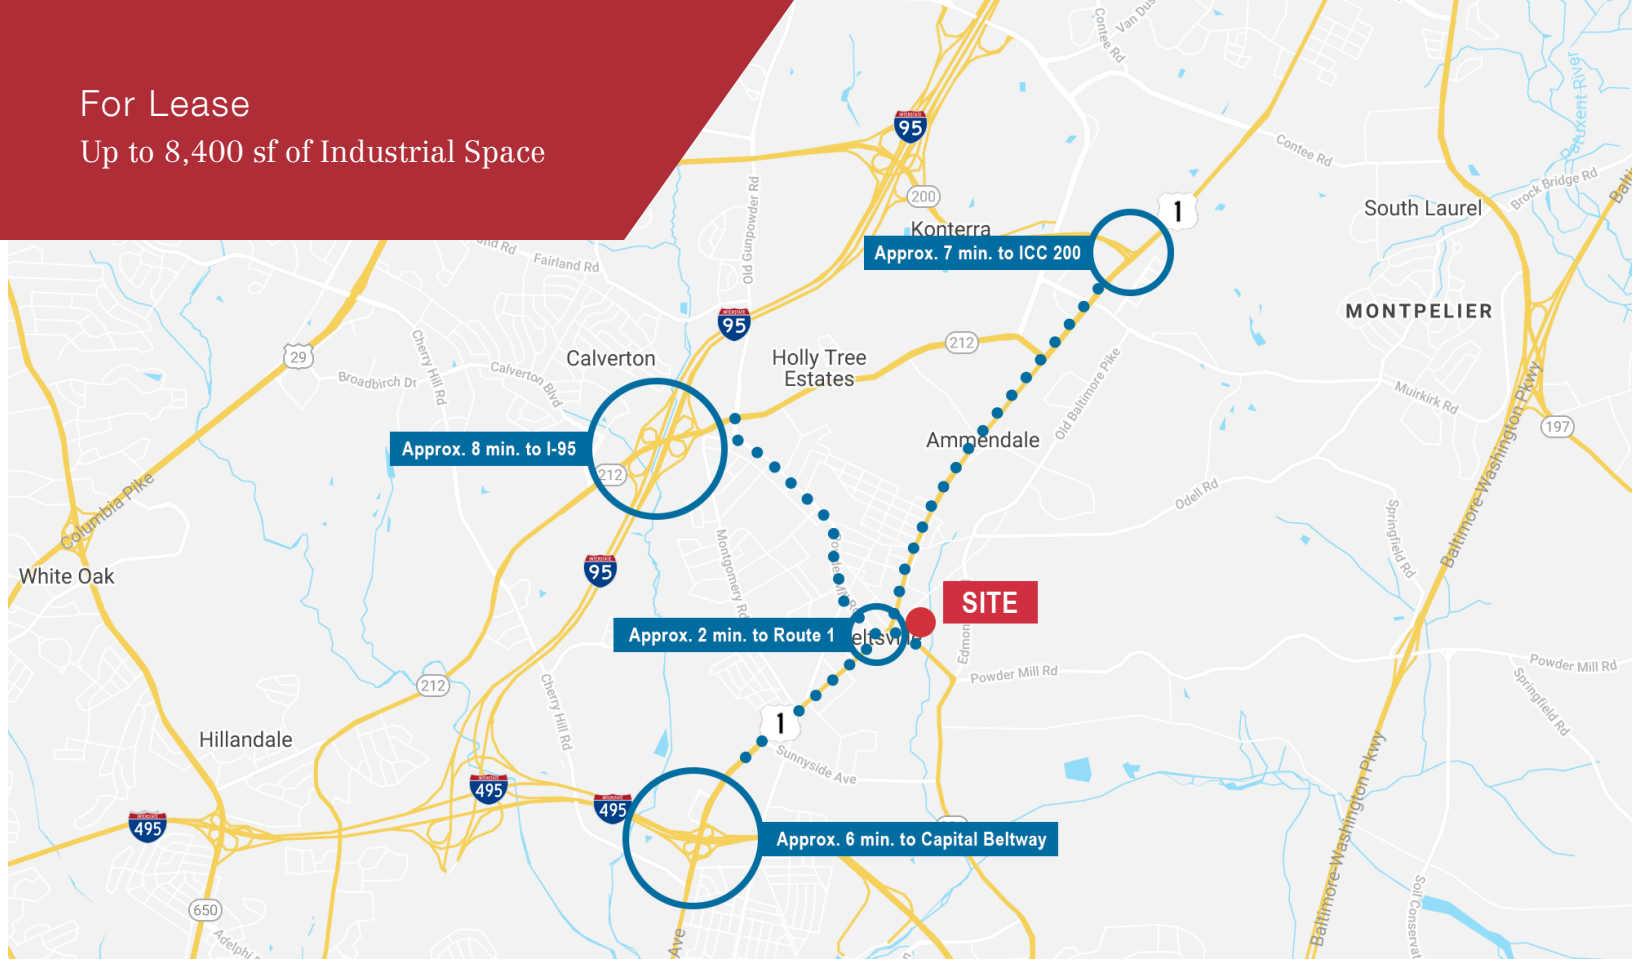 For Lease
Up to 8,400 sf of Industrial Space
Contee Rd
95
200
Konterra
Approx. 7 min. to ICC 200
1
Contee Rd
Patuxent River
Brock Bridge Rd
South Laurel
MONTPELIER
Old Gunpowder Rd
Fairland Rd
95
29
Broadbirch Dr
Cherry Hill Rd
Calverton Blvd
Calverton
Holly Tree
Estates
212
Old Baltimore Pike
Muirkirk Rd
Baltimore-Washington Pkwy
197
Approx. 8 min. to I-95
212
Ammendale
Odell Rd
Springfield Rd
Columbia Pike
White Oak
95
Montgomery Rd
SITE
Approx. 2 min. to Route 1
Powder Mill Rd
Powder Mill Rd
Springfield Rd
212
Cherry Hill Rd
1
Sunnyside Ave
Hillandale
495
495
495
Approx. 6 min. to Capital Beltway
Baltimore-Washington Pkwy
650
Ave